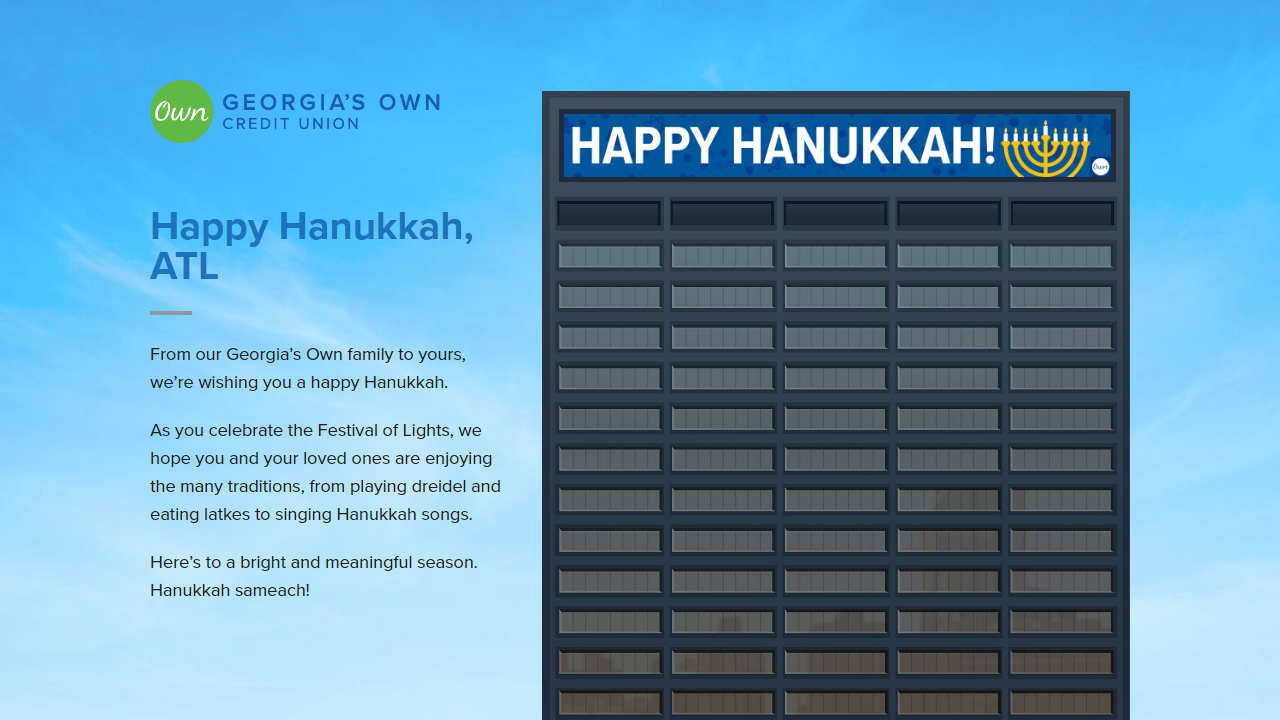 Own
GEORGIA’S OWN
CREDIT UNION
HAPPY HANUKKAH!
Own
Happy Hanukkah,
ATL
From our Georgia’s Own family to yours,
we’re wishing you a happy Hanukkah.
As you celebrate the Festival of Lights, we
hope you and your loved ones are enjoying
the many traditions, from playing dreidel and
eating latkes to singing Hanukkah songs.
Here’s to a bright and meaningful season.
Hanukkah sameach!